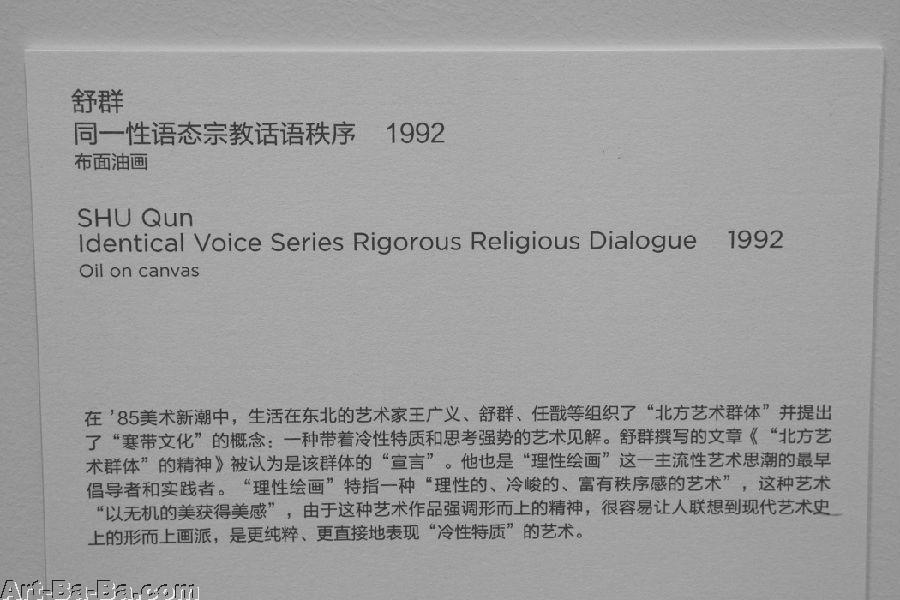 舒群
同一性语态宗教话语秩序 1992
布面油画
SHU Qun
Identical Voice Series Rigorous Religious Dialogue 1992
Oil on canvas
在 '85美术新潮中，生活在东北的艺术家王广义、舒群、任戬等组织了“北方艺术群体”并提出
了“寒带文化”的概念：一种带着冷性特质和思考强势的艺术见解。舒群撰写的文章《“北方艺
术群体”的精神》被认为是该群体的“宣言”。他也是“理性绘画”这一主流性艺术思潮的最早
倡导者和实践者。“理性绘画”特指一种“理性的、冷峻的、富有秩序感的艺术”，这种艺术
“以无机的美获得美感”，由于这种艺术作品强调形而上的精神，很容易让人联想到现代艺术史
上的形而上画派，是更纯粹、更直接地表现“冷性特质”的艺术。
Art-Ba-Ba.com